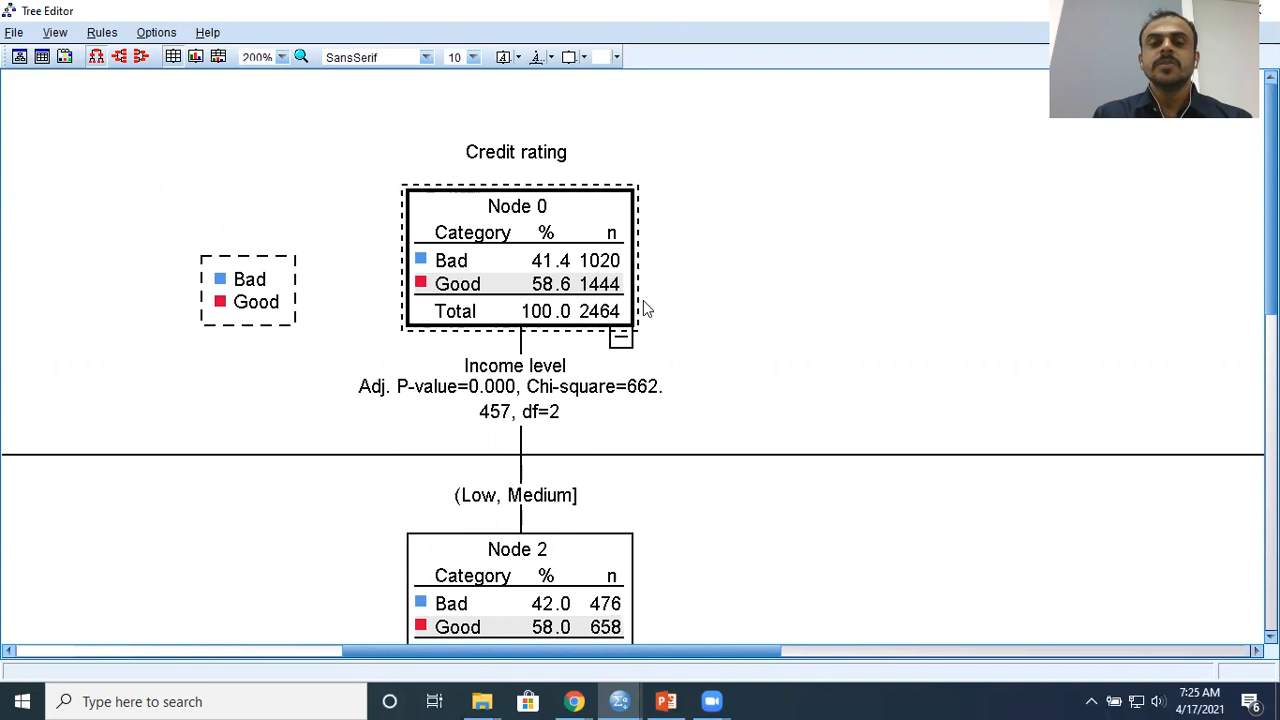 Tree Editor
File View Rules Options Help
200% SansSerif 10
Credit rating
Node 0
Category % n
Bad 41.4 1020
Good 58.6 1444
Total 100.0 2464
Bad
Good
Income level
Adj. P-value=0.000, Chi-square=662.
457, df=2
(Low, Medium]
Node 2
Category % n
Bad 42.0 476
Good 58.0 658
Type here to search
7:25 AM
4/17/2021
6